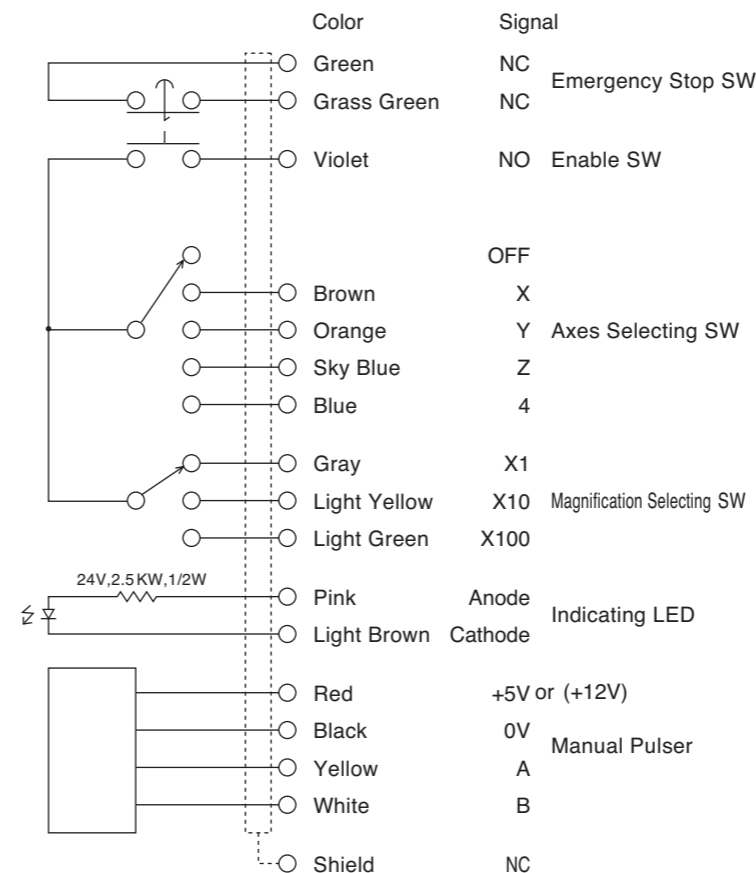 Color Signal
Green NC
Emergency Stop SW
Grass Green NC
Violet NO Enable SW
OFF
Brown X
Orange Y Axes Selecting SW
Sky Blue Z
Blue 4
Gray X1
Light Yellow X10 Magnification Selecting SW
Light Green X100
24V,2.5KW,1/2W
Pink Anode
Indicating LED
Light Brown Cathode
Red +5V or (+12V)
Black 0V
Manual Pulser
Yellow A
White B
Shield NC